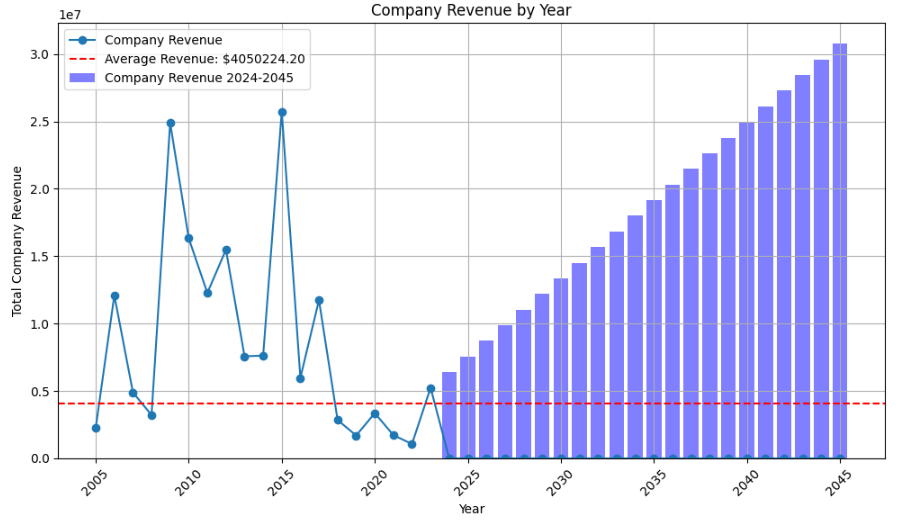 Company Revenue by Year
1e7
Company Revenue
Average Revenue: $4050224.20
Company Revenue 2024-2045
3.0
2.5
2.0
1.5
1.0
0.5
0.0
Total Company Revenue
2005
2010
2015
2020
2025
2030
2035
2040
2045
Year